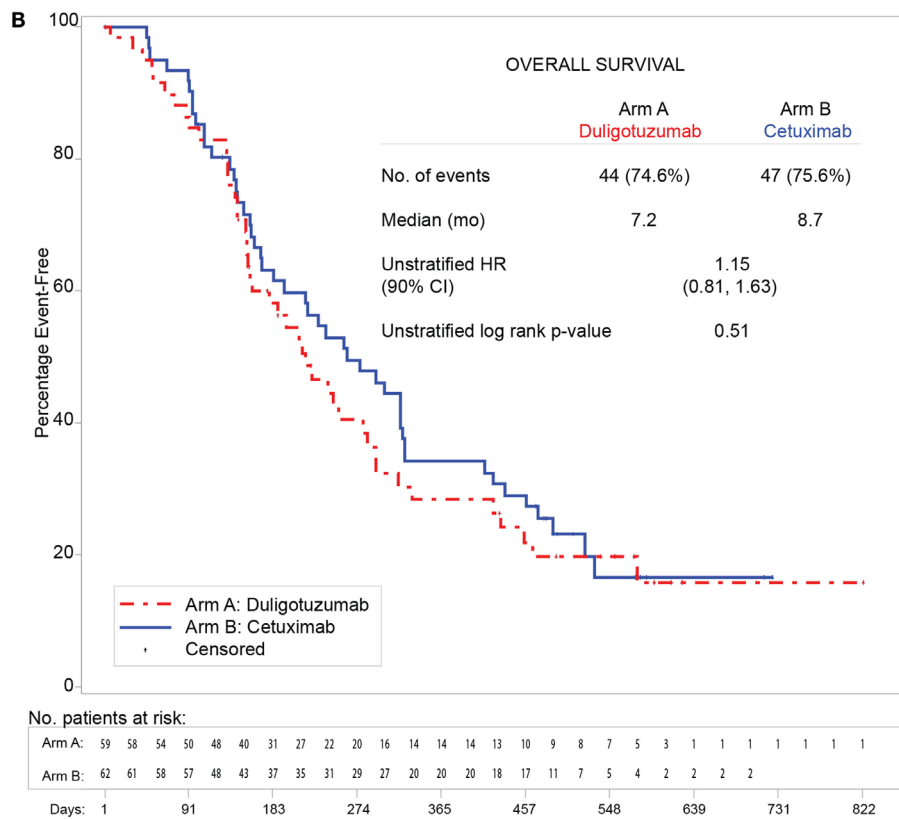 B
100
80
60
40
20
0
Percentage Event-Free
OVERALL SURVIVAL
Arm A Arm B
Duligotuzumab Cetuximab
No. of events 44 (74.6%) 47 (75.6%)
Median (mo) 7.2 8.7
Unstratified HR 1.15
(90% CI) (0.81, 1.63)
Unstratified log rank p-value 0.51
Arm A: Duligotuzumab
Arm B: Cetuximab
Censored
No. patients at risk:
Arm A: 59 58 54 50 48 40 31 27 22 20 16 14 14 14 13 10 9 8 7 5 3 1 1 1 1 1 1 1
Arm B: 62 61 58 57 48 43 37 35 31 29 27 20 20 20 18 17 11 7 5 4 2 2 2 2
Days: 1 91 183 274 365 457 548 639 731 822